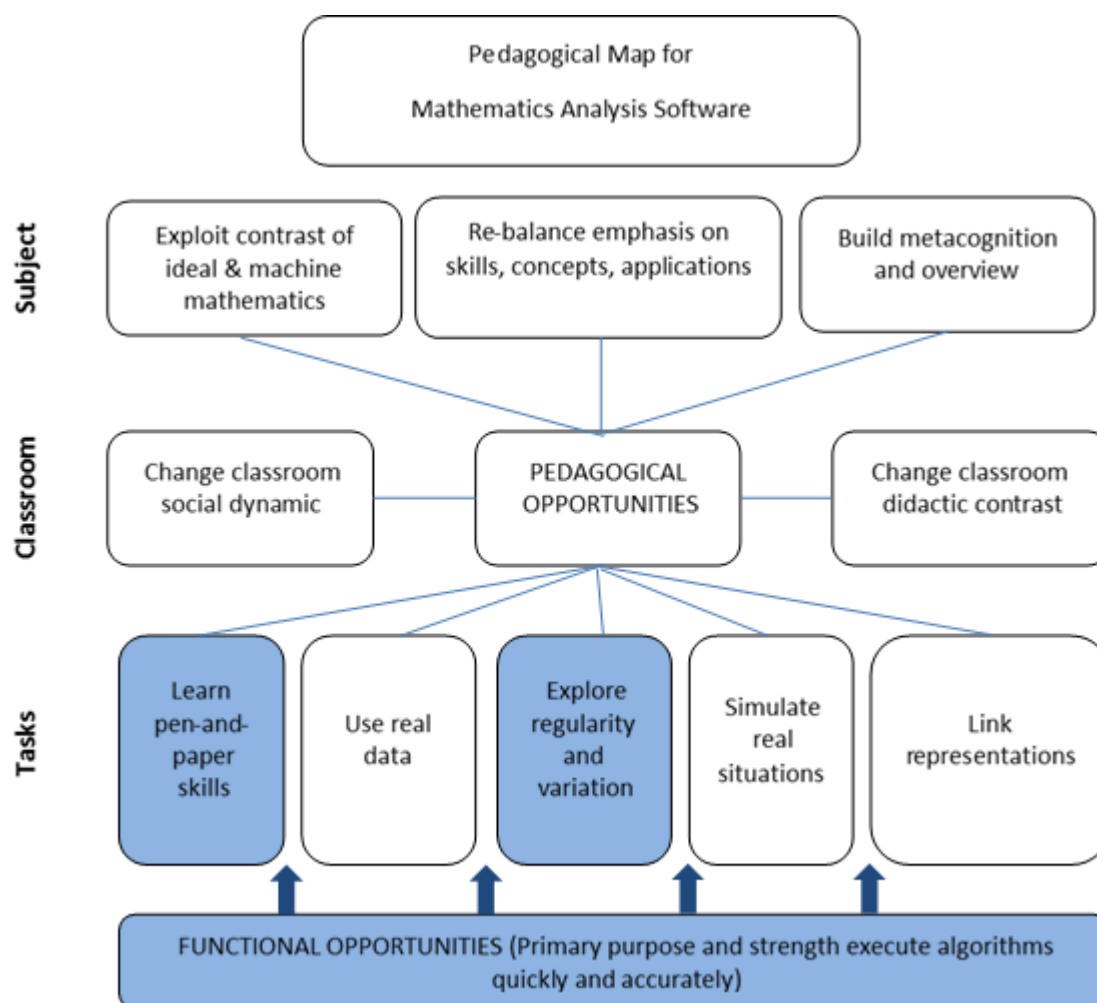 Pedagogical Map for
Mathematics Analysis Software
Subject
Exploit contrast of
ideal & machine
mathematics
Re-balance emphasis on
skills, concepts, applications
Build metacognition
and overview
Classroom
Change classroom
social dynamic
PEDAGOGICAL
OPPORTUNITIES
Change classroom
didactic contrast
Tasks
Learn
pen-and-
paper
skills
Use real
data
Explore
regularity
and
variation
Simulate
real
situations
Link
representations
FUNCTIONAL OPPORTUNITIES (Primary purpose and strength execute algorithms
quickly and accurately)